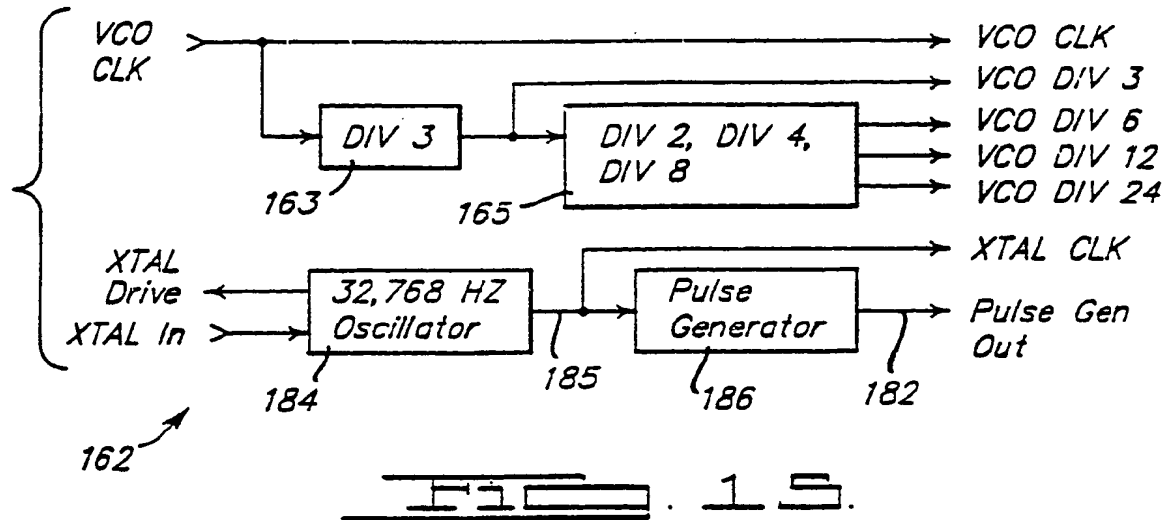 VCO
CLK
VCO CLK
VCO DIV 3
DIV 3
DIV 2, DIV 4,
DIV 8
VCO DIV 6
VCO DIV 12
VCO DIV 24
163
165
XTAL
Drive
XTAL In
32,768 HZ
Oscillator
Pulse
Generator
XTAL CLK
Pulse Gen
Out
184
185
186
182
162
FIG. 15.